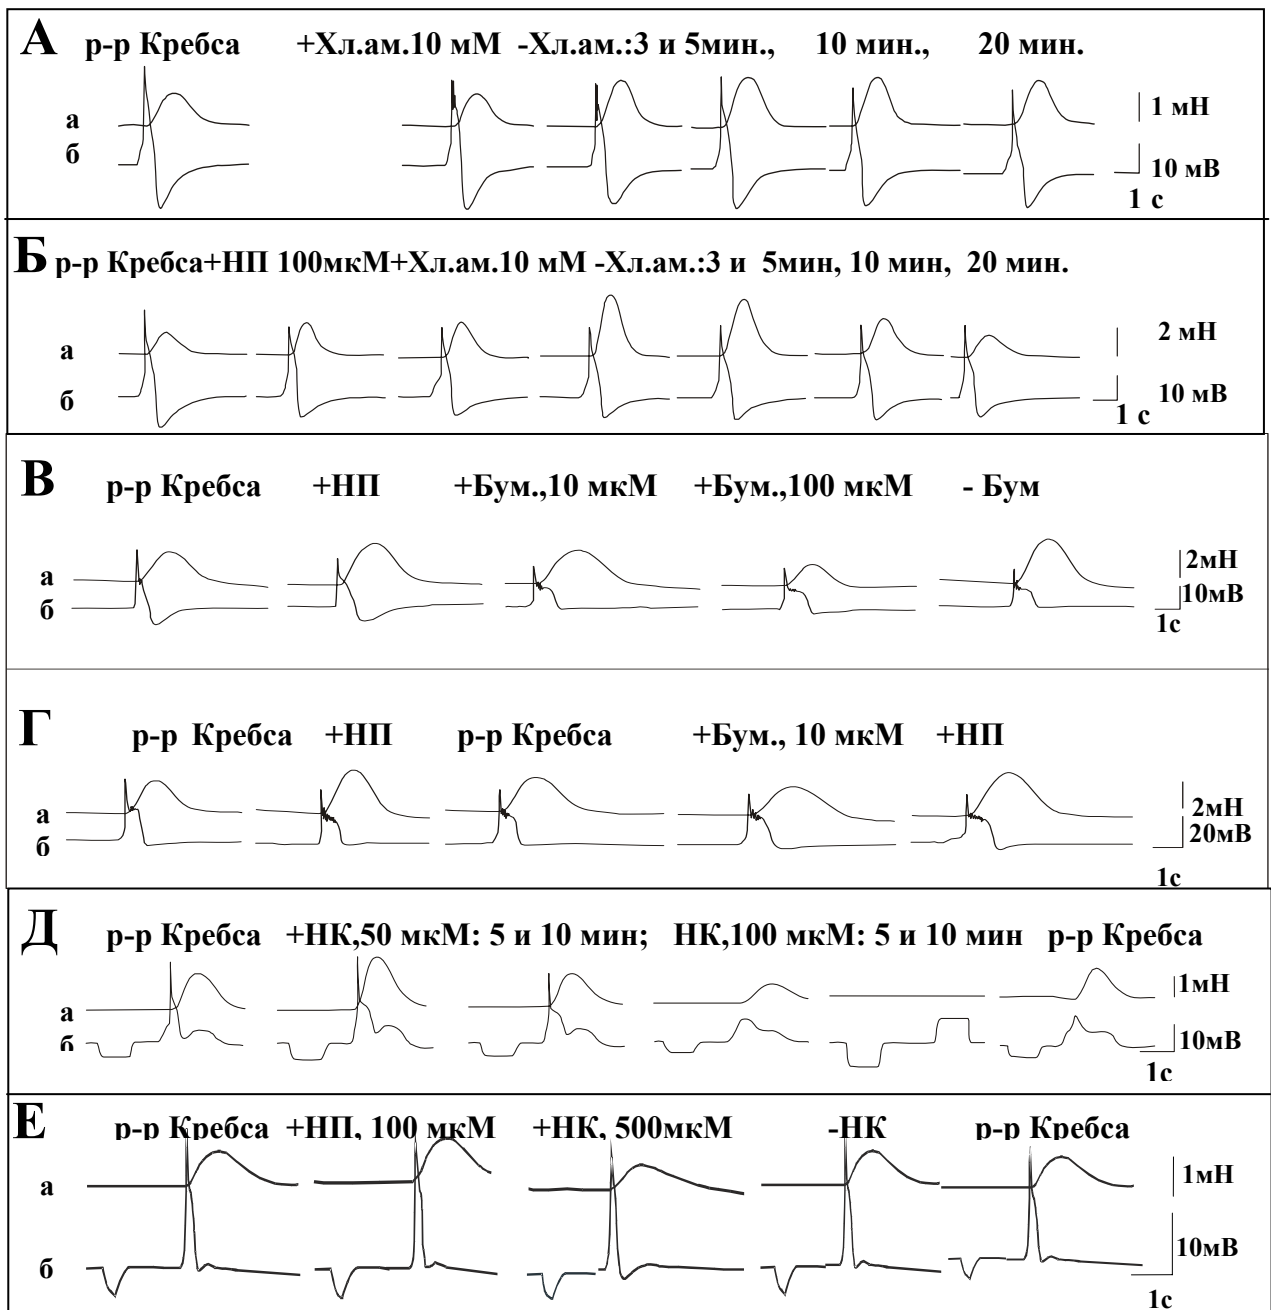 А р-р Кребса +Хл.ам.10 мМ -Хл.ам.:3 и 5мин., 10 мин., 20 мин.
а 1 мН
б 10 мВ
1 с
Б р-р Кребса+НП 100мкМ+Хл.ам.10 мМ -Хл.ам.:3 и 5мин, 10 мин, 20 мин.
а 2 мН
б 10 мВ
1 с
В р-р Кребса +НП +Бум.,10 мкМ +Бум.,100 мкМ - Бум
а 2мН
б 10мВ
1с
Г р-р Кребса +НП р-р Кребса +Бум., 10 мкМ +НП
а 2мН
б 20мВ
1с
Д р-р Кребса +НК,50 мкМ: 5 и 10 мин; НК,100 мкМ: 5 и 10 мин р-р Кребса
а 1мН
б 10мВ
1с
Е р-р Кребса +НП, 100 мкМ +НК, 500мкМ -НК р-р Кребса
а 1мН
б 10мВ
1с